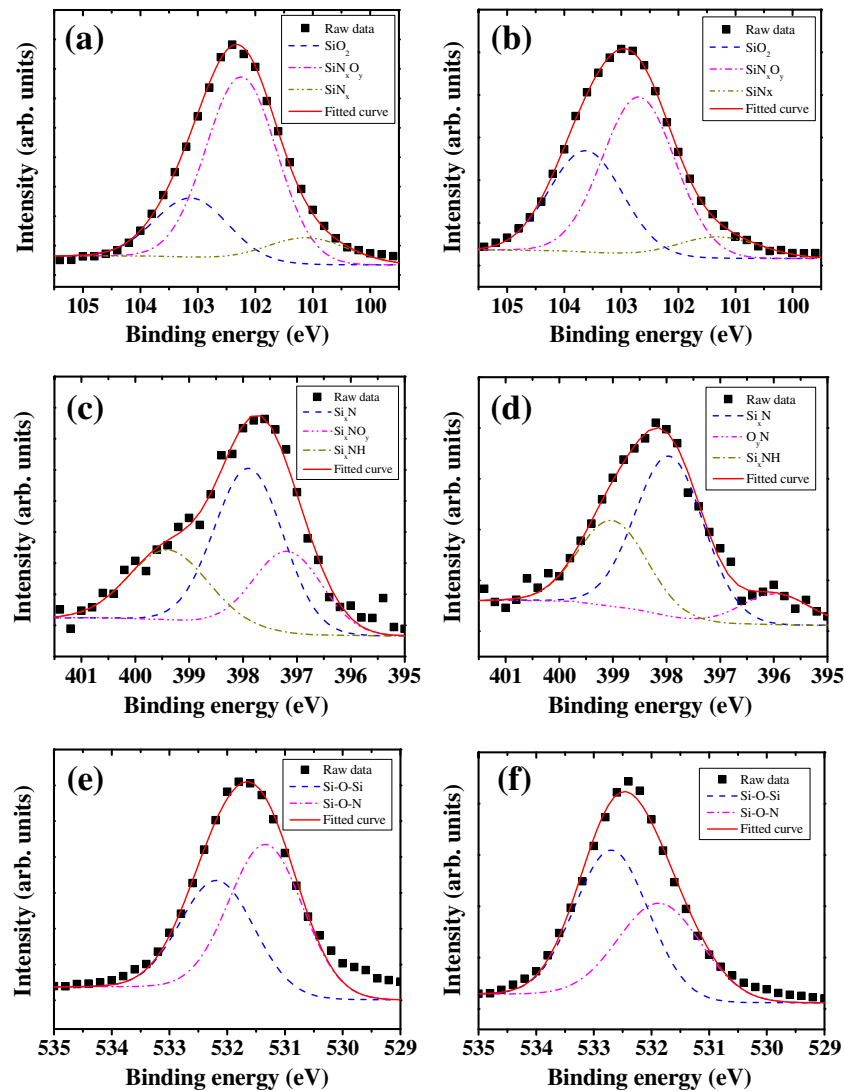 (a)
Raw data
SiO₂
SiNₓOᵧ
SiNₓ
Fitted curve
Intensity (arb. units)
105 104 103 102 101 100
Binding energy (eV)
(b)
Raw data
SiO₂
SiNₓOᵧ
SiNx
Fitted curve
Intensity (arb. units)
105 104 103 102 101 100
Binding energy (eV)
(c)
Raw data
SiₓN
SiₓNOᵧ
SiₓNH
Fitted curve
Intensity (arb. units)
401 400 399 398 397 396 395
Binding energy (eV)
(d)
Raw data
SiₓN
OᵧN
SiₓNH
Fitted curve
Intensity (arb. units)
401 400 399 398 397 396 395
Binding energy (eV)
(e)
Raw data
Si-O-Si
Si-O-N
Fitted curve
Intensity (arb. units)
535 534 533 532 531 530 529
Binding energy (eV)
(f)
Raw data
Si-O-Si
Si-O-N
Fitted curve
Intensity (arb. units)
535 534 533 532 531 530 529
Binding energy (eV)